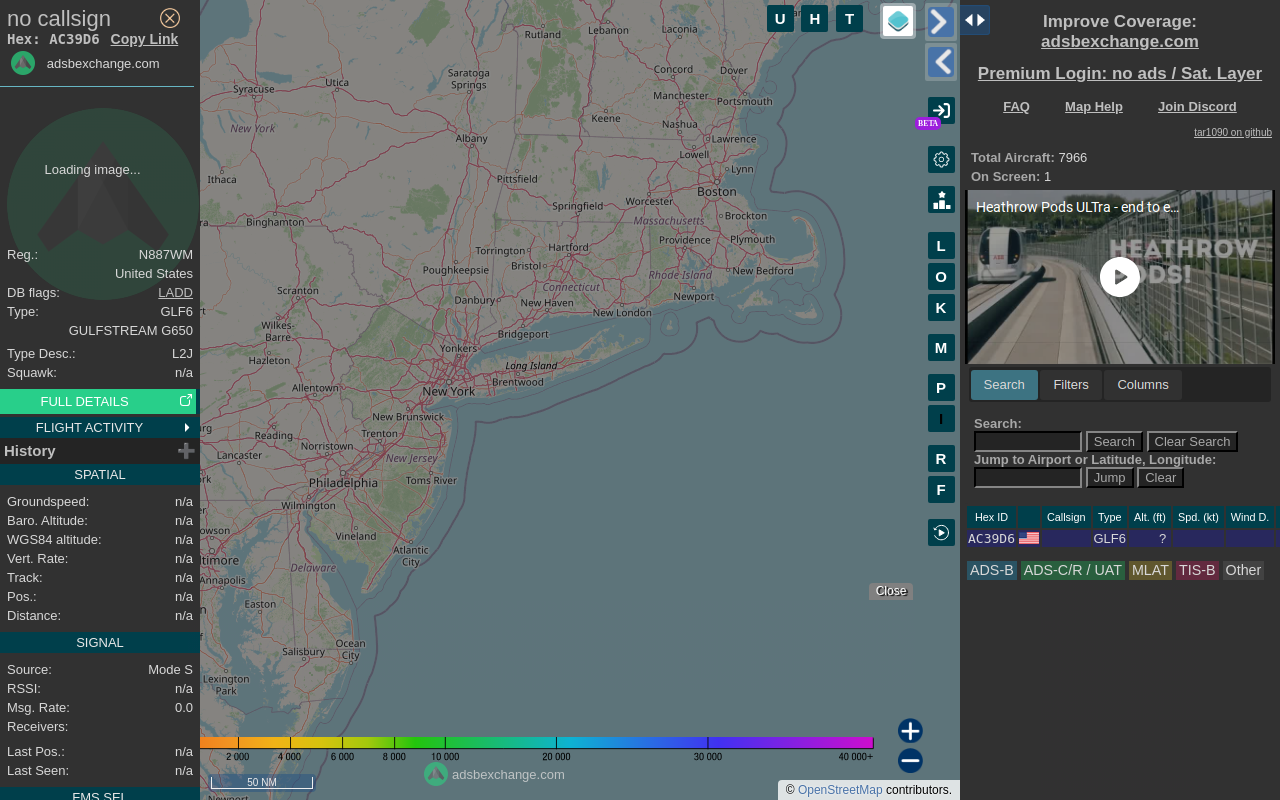 no callsign
Hex: AC39D6 Copy Link
adsbexchange.com
Loading image...
Reg.: N887WM
United States
DB flags: LADD
Type: GLF6
GULFSTREAM G650
Type Desc.: L2J
Squawk: n/a
FULL DETAILS
FLIGHT ACTIVITY
History
SPATIAL
Groundspeed: n/a
Baro. Altitude: n/a
WGS84 altitude: n/a
Vert. Rate: n/a
Track: n/a
Pos.: n/a
Distance: n/a
SIGNAL
Source: Mode S
RSSI: n/a
Msg. Rate: 0.0
Receivers:
Last Pos.: n/a
Last Seen: n/a
FMS SEL
U H T
BETA
L
O
K
M
P
I
R
F
Rutland
Lebanon
Laconia
Saratoga
Springs
Concord
Dover
Utica
Syracuse
Manchester
Portsmouth
Keene
Nashua
New York
Albany
Lawrence
Lowell
Lynn
Ithaca
Pittsfield
Boston
Worcester
Springfield
Binghamton
Massachusetts
Brockton
Torrington
Hartford
Providence
Plymouth
Poughkeepsie
Bristol
Rhode Island
New Bedford
Connecticut
Scranton
Danbury
New Haven
New London
Newport
Wilkes-
Barre
Bridgeport
Yonkers
Hazleton
Long Island
Brentwood
Allentown
New York
New Brunswick
Reading
Trenton
Norristown
Lancaster
New Jersey
Philadelphia
Toms River
Wilmington
Vineland
Atlantic
City
Delaware
Annapolis
Easton
Ocean
City
Salisbury
Lexington
Park
Close
2 000 4 000 6 000 8 000 10 000 20 000 30 000 40 000+
adsbexchange.com
50 NM
© OpenStreetMap contributors.
Improve Coverage:
adsbexchange.com
Premium Login: no ads / Sat. Layer
FAQ Map Help Join Discord
tar1090 on github
Total Aircraft: 7966
On Screen: 1
Heathrow Pods ULTra - end to e...
HEATHROW
PODS!
Search Filters Columns
Search:
Search Clear Search
Jump to Airport or Latitude, Longitude:
Jump Clear
Hex ID Callsign Type Alt. (ft) Spd. (kt) Wind D.
AC39D6 GLF6 ?
ADS-B ADS-C/R / UAT MLAT TIS-B Other